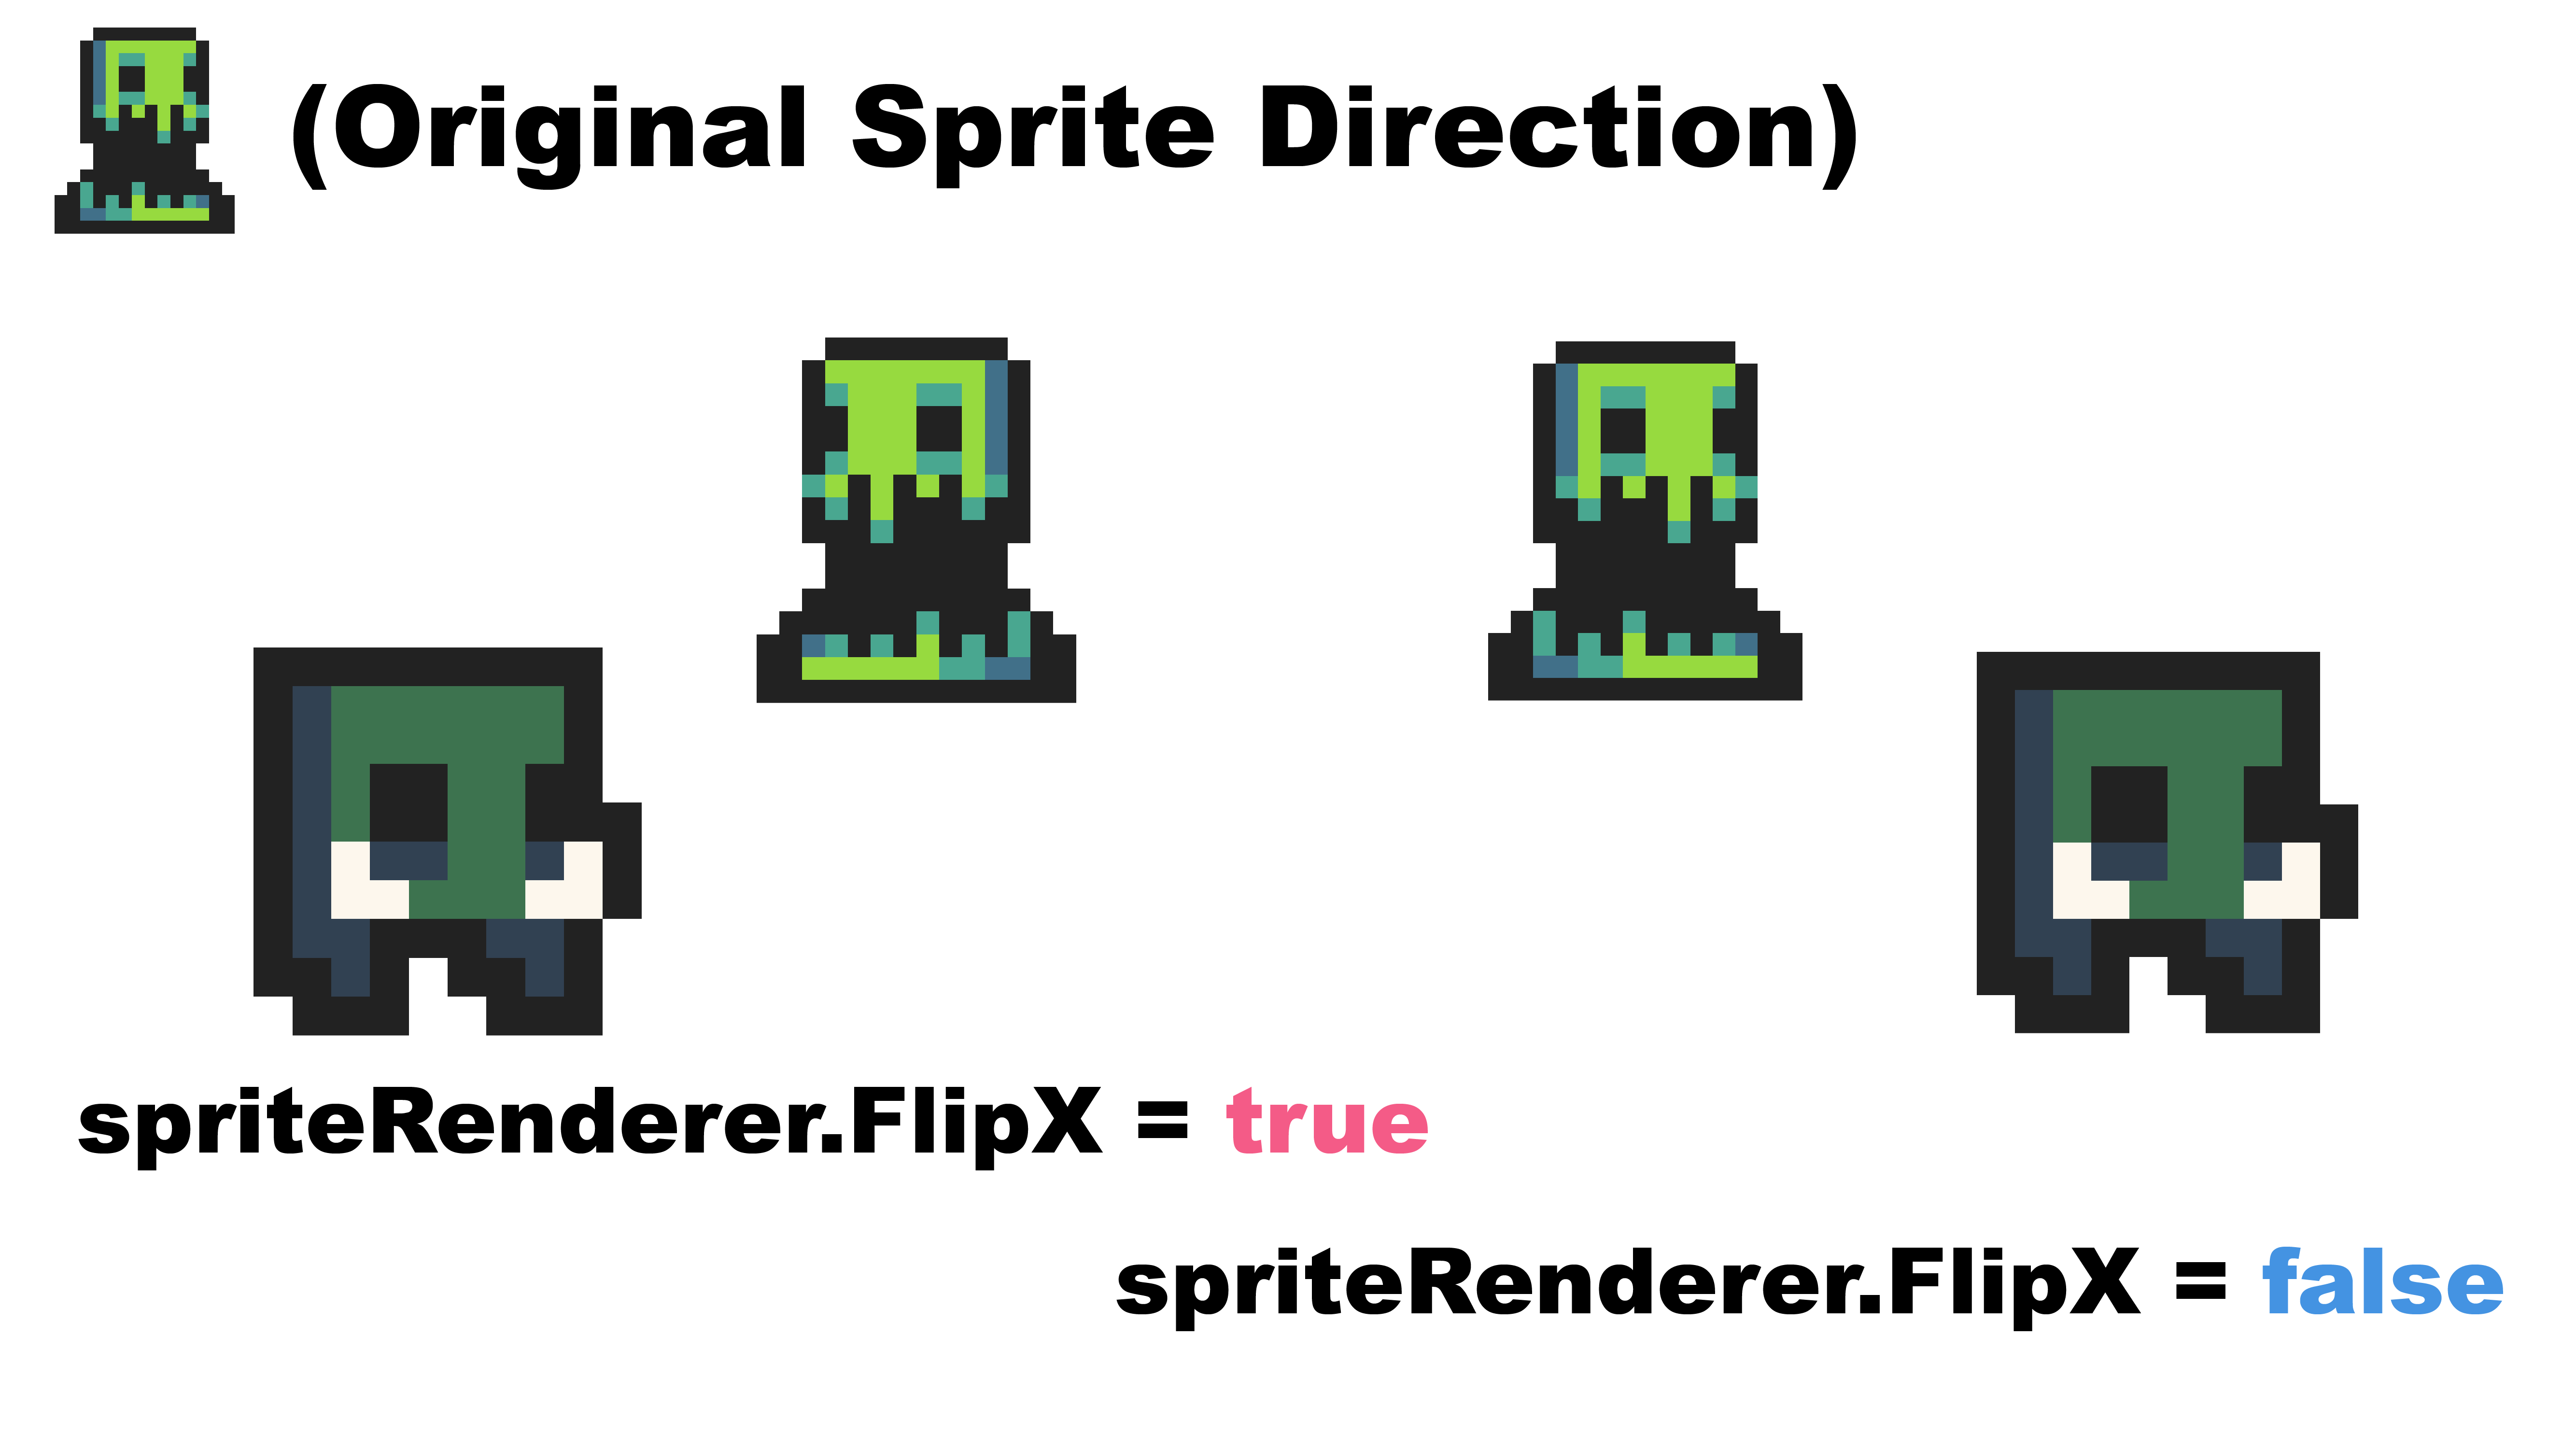 (Original Sprite Direction)
spriteRenderer.FlipX = true
spriteRenderer.FlipX = false